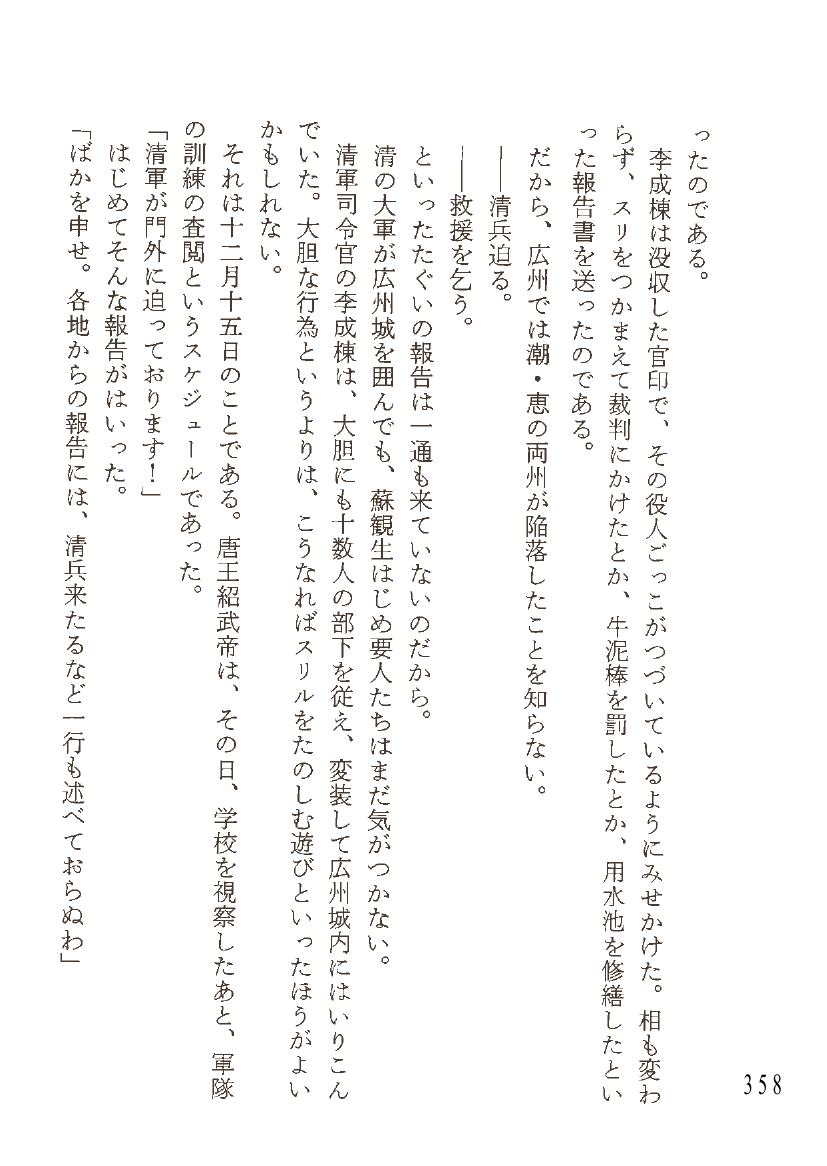 ったのである。
　李成棟は没収した官印で、その役人ごっこがつづいているようにみせかけた。相も変わ
らず、スリをつかまえて裁判にかけたとか、牛泥棒を罰したとか、用水池を修繕したとい
った報告書を送ったのである。
　だから、広州では潮・恵の両州が陥落したことを知らない。
　――清兵迫る。
　――救援を乞う。
　といったたぐいの報告は一通も来ていないのだから。
　清の大軍が広州城を囲んでも、蘇観生はじめ要人たちはまだ気がつかない。
　清軍司令官の李成棟は、大胆にも十数人の部下を従え、変装して広州城内にはいりこん
でいた。大胆な行為というよりは、こうなればスリルをたのしむ遊びといったほうがよい
かもしれない。
　それは十二月十五日のことである。唐王紹武帝は、その日、学校を視察したあと、軍隊
の訓練の査閲というスケジュールであった。
「清軍が門外に迫っております！」
　はじめてそんな報告がはいった。
「ばかを申せ。各地からの報告には、清兵来たるなど一行も述べておらぬわ」
358